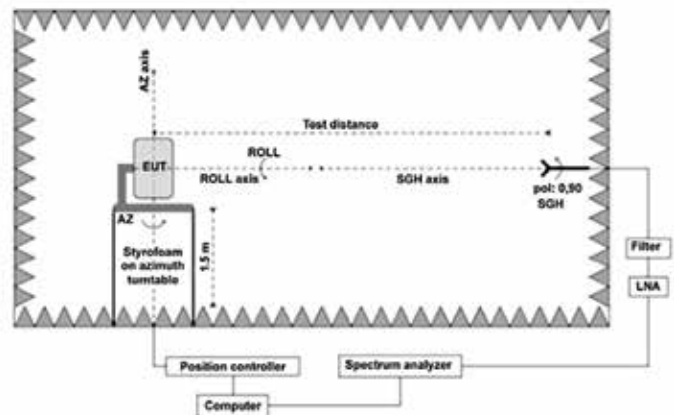 AZ axis
Test distance
EUT
ROLL
ROLL axis
SGH axis
pol: 0,90
SGH
AZ
Styrofoam
on azimuth
turntable
1.5 m
Filter
LNA
Position controller
Spectrum analyzer
Computer